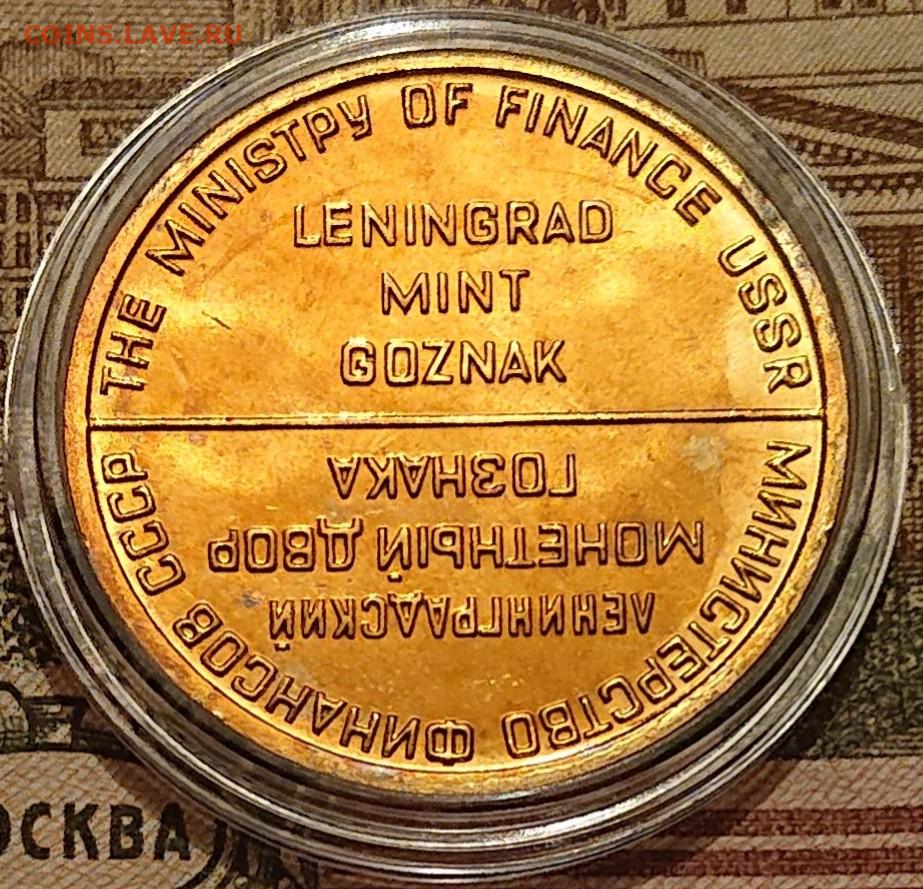 COINS.LAVE.RU
THE MINISTPY OF FINANCE USSR
LENINGRAD
MINT
GOZNAK
МИНИСТЕРСТВО ФИНАНСОВ СССР
ЛЕНИНГРАДСКИЙ
МОНЕТНЫЙ ДВОР
ГОЗНАКА
ОСКВА